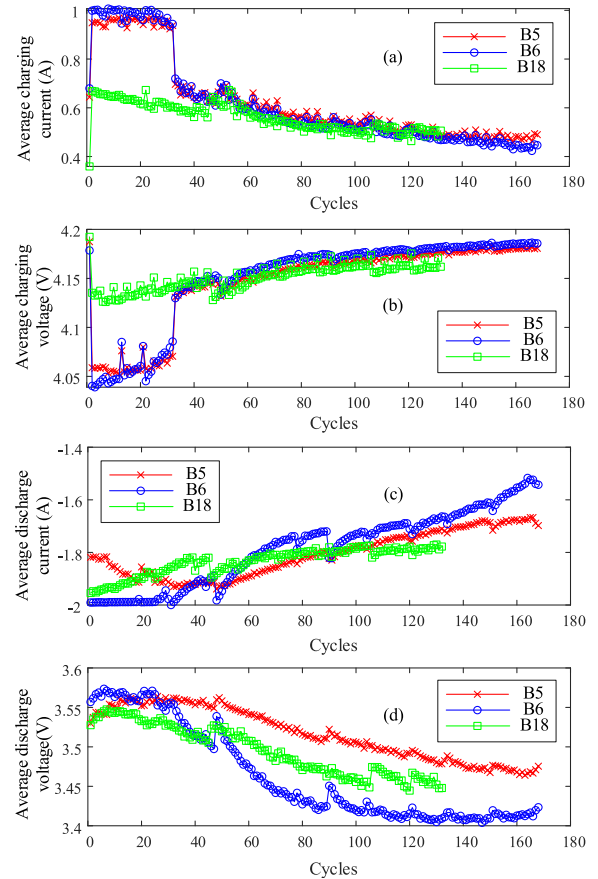 1
0.8
0.6
0.4
Average charging
current (A)
(a)
B5
B6
B18
0 20 40 60 80 100 120 140 160 180
Cycles
4.2
4.15
4.1
4.05
Average charging
voltage (V)
(b)
B5
B6
B18
0 20 40 60 80 100 120 140 160 180
Cycles
-1.4
-1.6
-1.8
-2
Average discharge
current (A)
B5
B6
B18
(c)
0 20 40 60 80 100 120 140 160 180
Cycles
3.6
3.55
3.5
3.45
3.4
Average discharge
voltage(V)
(d)
B5
B6
B18
0 20 40 60 80 100 120 140 160 180
Cycles